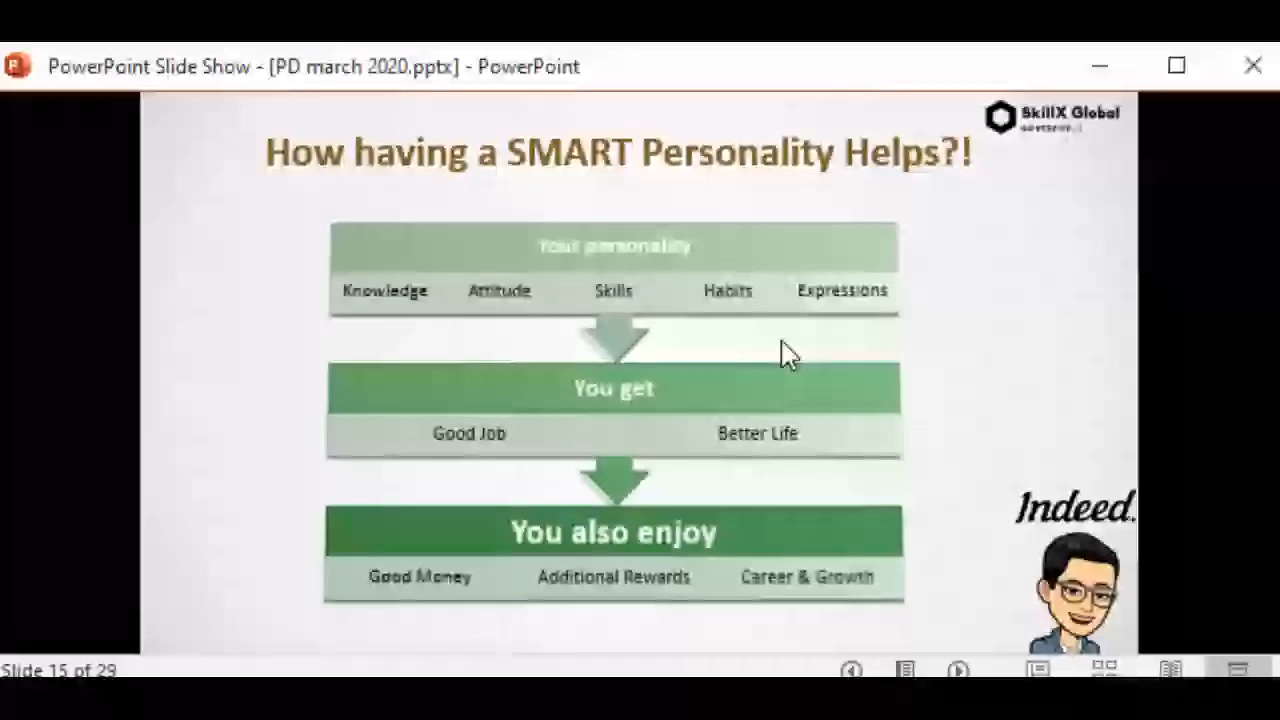 PowerPoint Slide Show - [PD march 2020.pptx] - PowerPoint
SkillX Global
How having a SMART Personality Helps?!
Your personality
Knowledge Attitude Skills Habits Expressions
You get
Good Job Better Life
You also enjoy
Good Money Additional Rewards Career & Growth
Indeed.
Slide 15 of 29